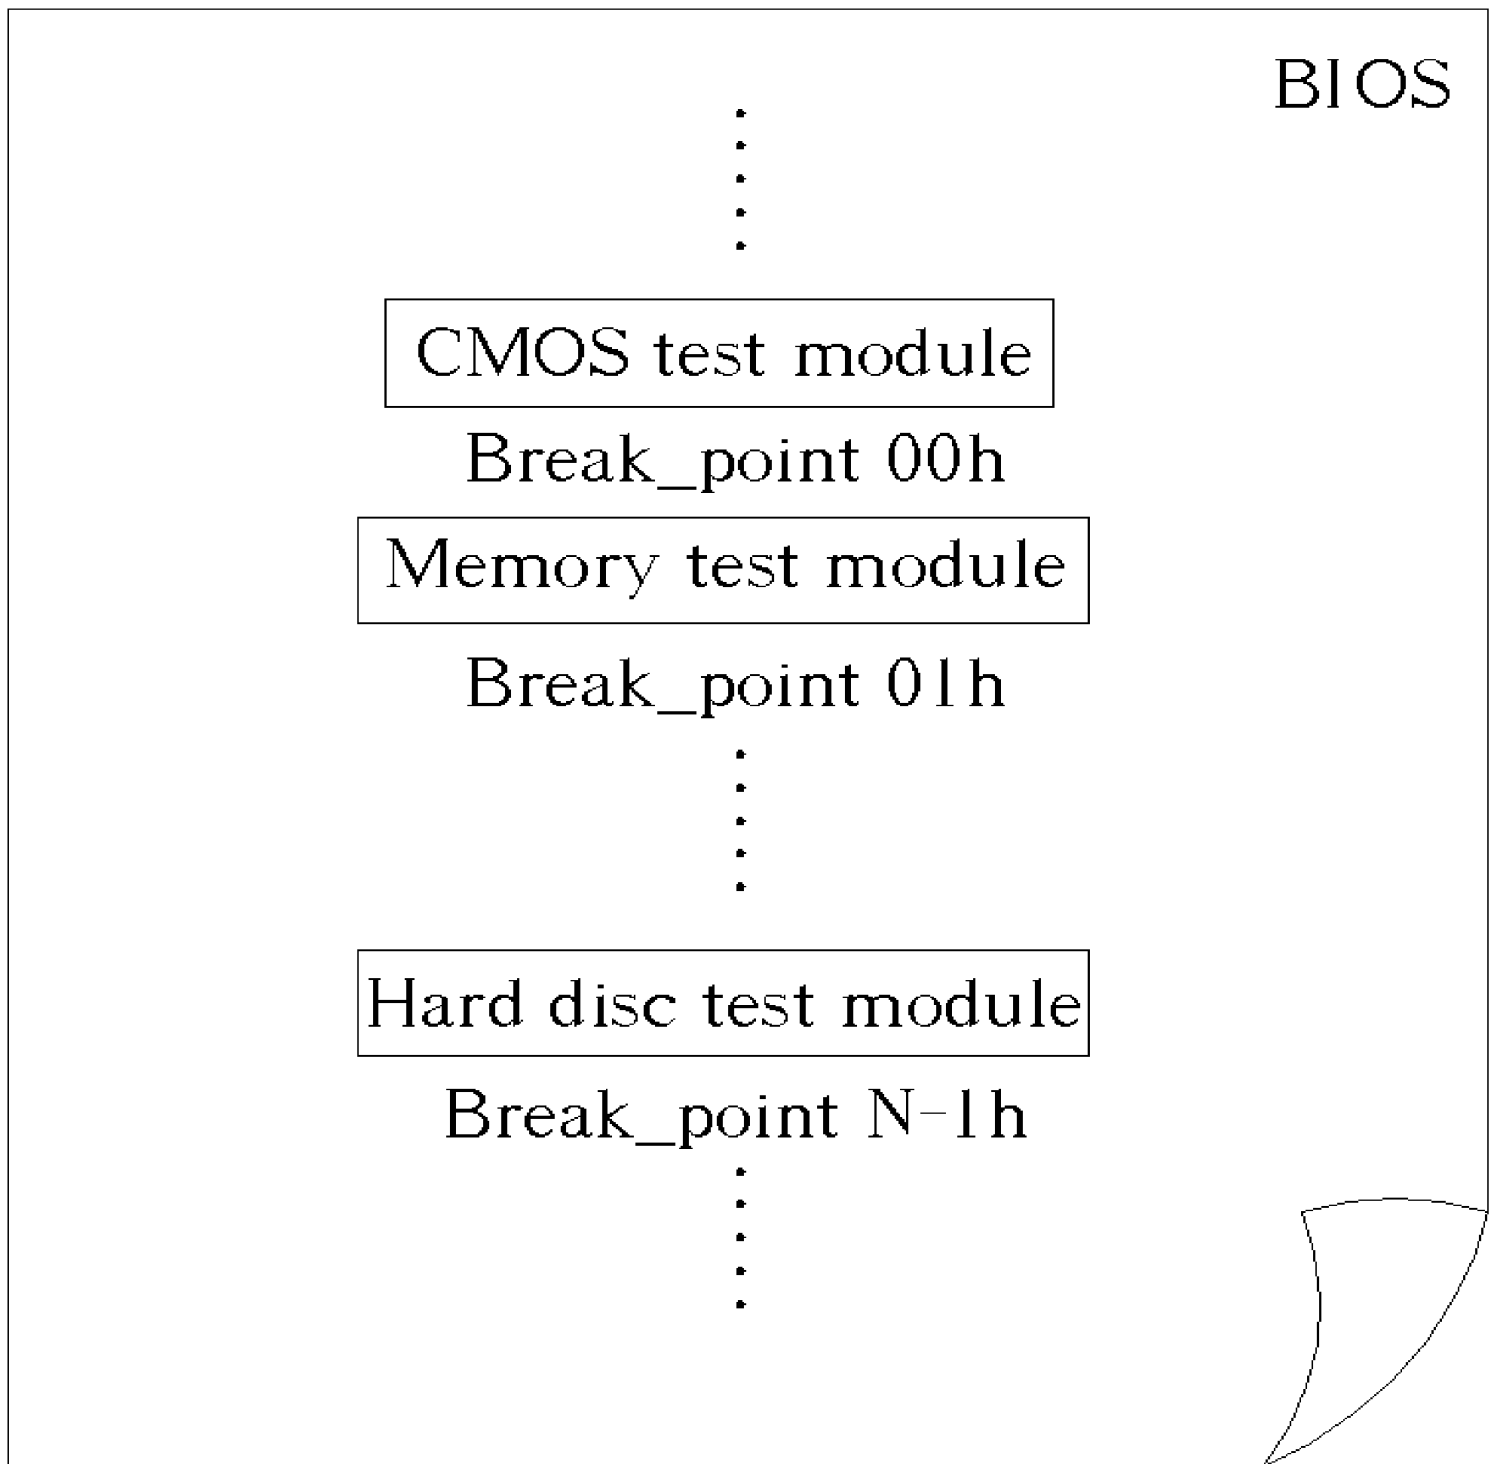 BIOS
CMOS test module
Break_point 00h
Memory test module
Break_point 01h
Hard disc test module
Break_point N-1h